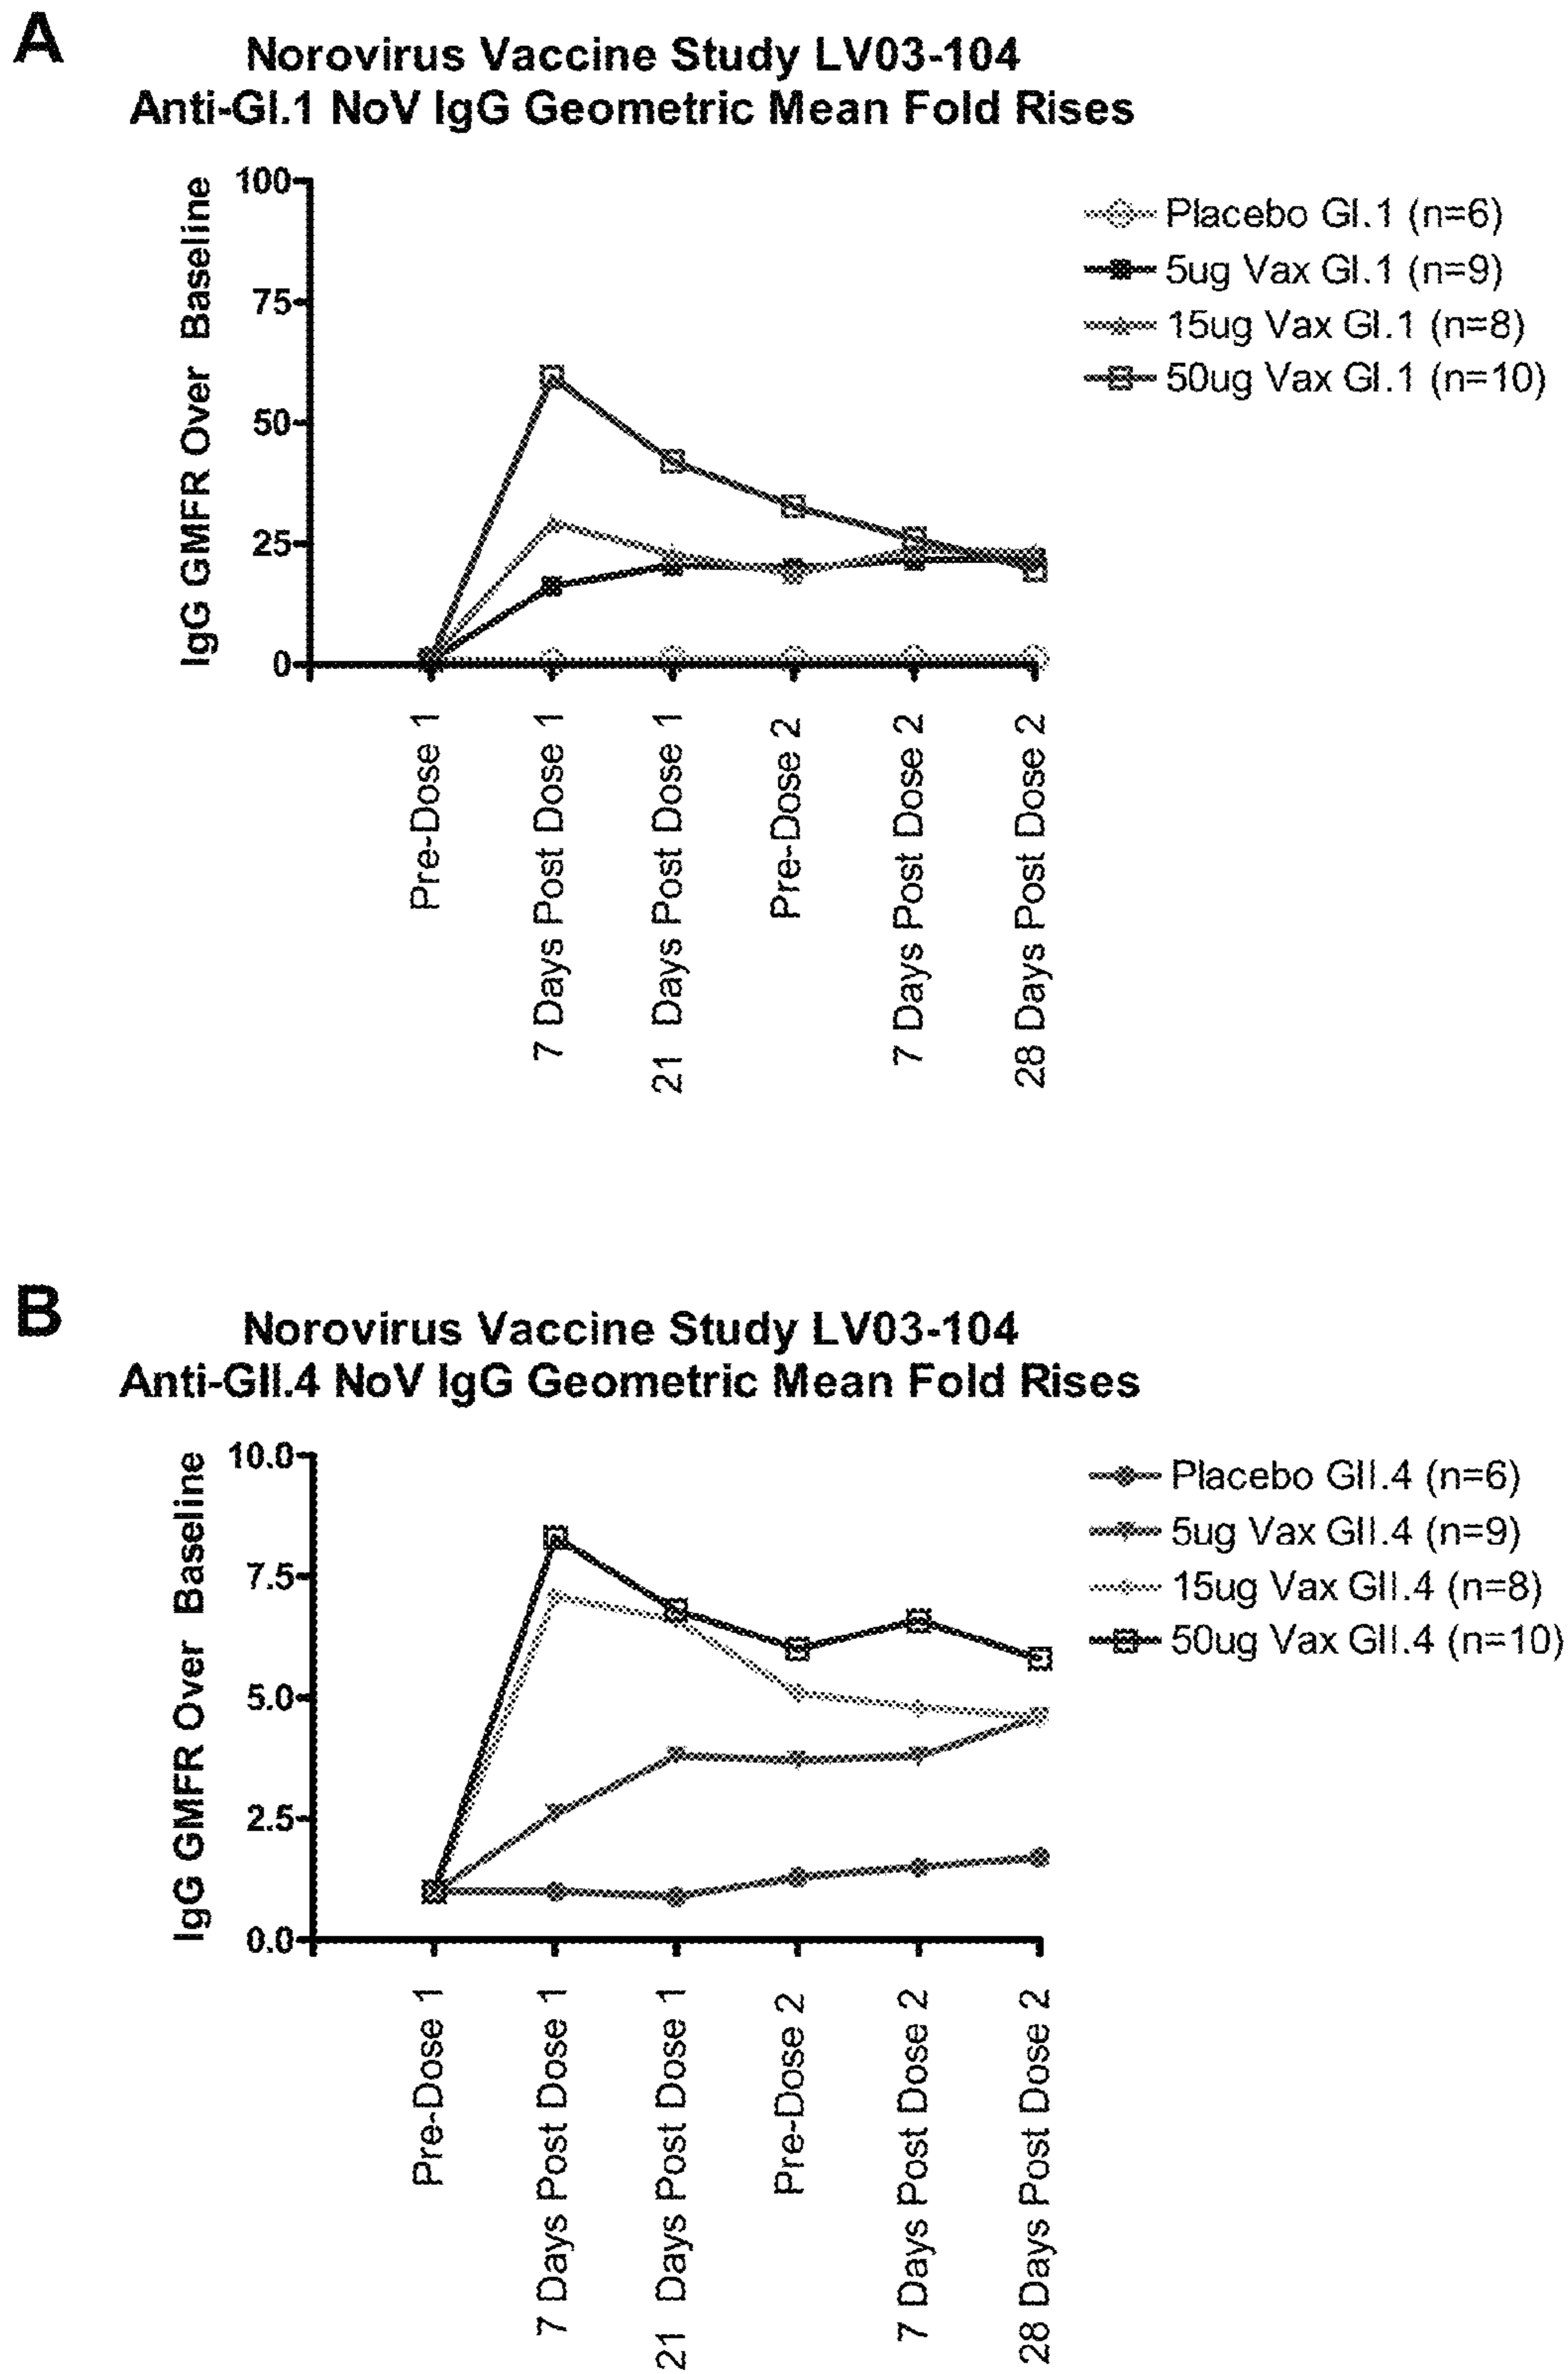 A
Norovirus Vaccine Study LV03-104
Anti-GI.1 NoV IgG Geometric Mean Fold Rises
IgG GMFR Over Baseline
100
75
50
25
0
Placebo GI.1 (n=6)
5ug Vax GI.1 (n=9)
15ug Vax GI.1 (n=8)
50ug Vax GI.1 (n=10)
Pre-Dose 1
7 Days Post Dose 1
21 Days Post Dose 1
Pre-Dose 2
7 Days Post Dose 2
28 Days Post Dose 2
B
Norovirus Vaccine Study LV03-104
Anti-GII.4 NoV IgG Geometric Mean Fold Rises
IgG GMFR Over Baseline
10.0
7.5
5.0
2.5
0.0
Placebo GII.4 (n=6)
5ug Vax GII.4 (n=9)
15ug Vax GII.4 (n=8)
50ug Vax GII.4 (n=10)
Pre-Dose 1
7 Days Post Dose 1
21 Days Post Dose 1
Pre-Dose 2
7 Days Post Dose 2
28 Days Post Dose 2